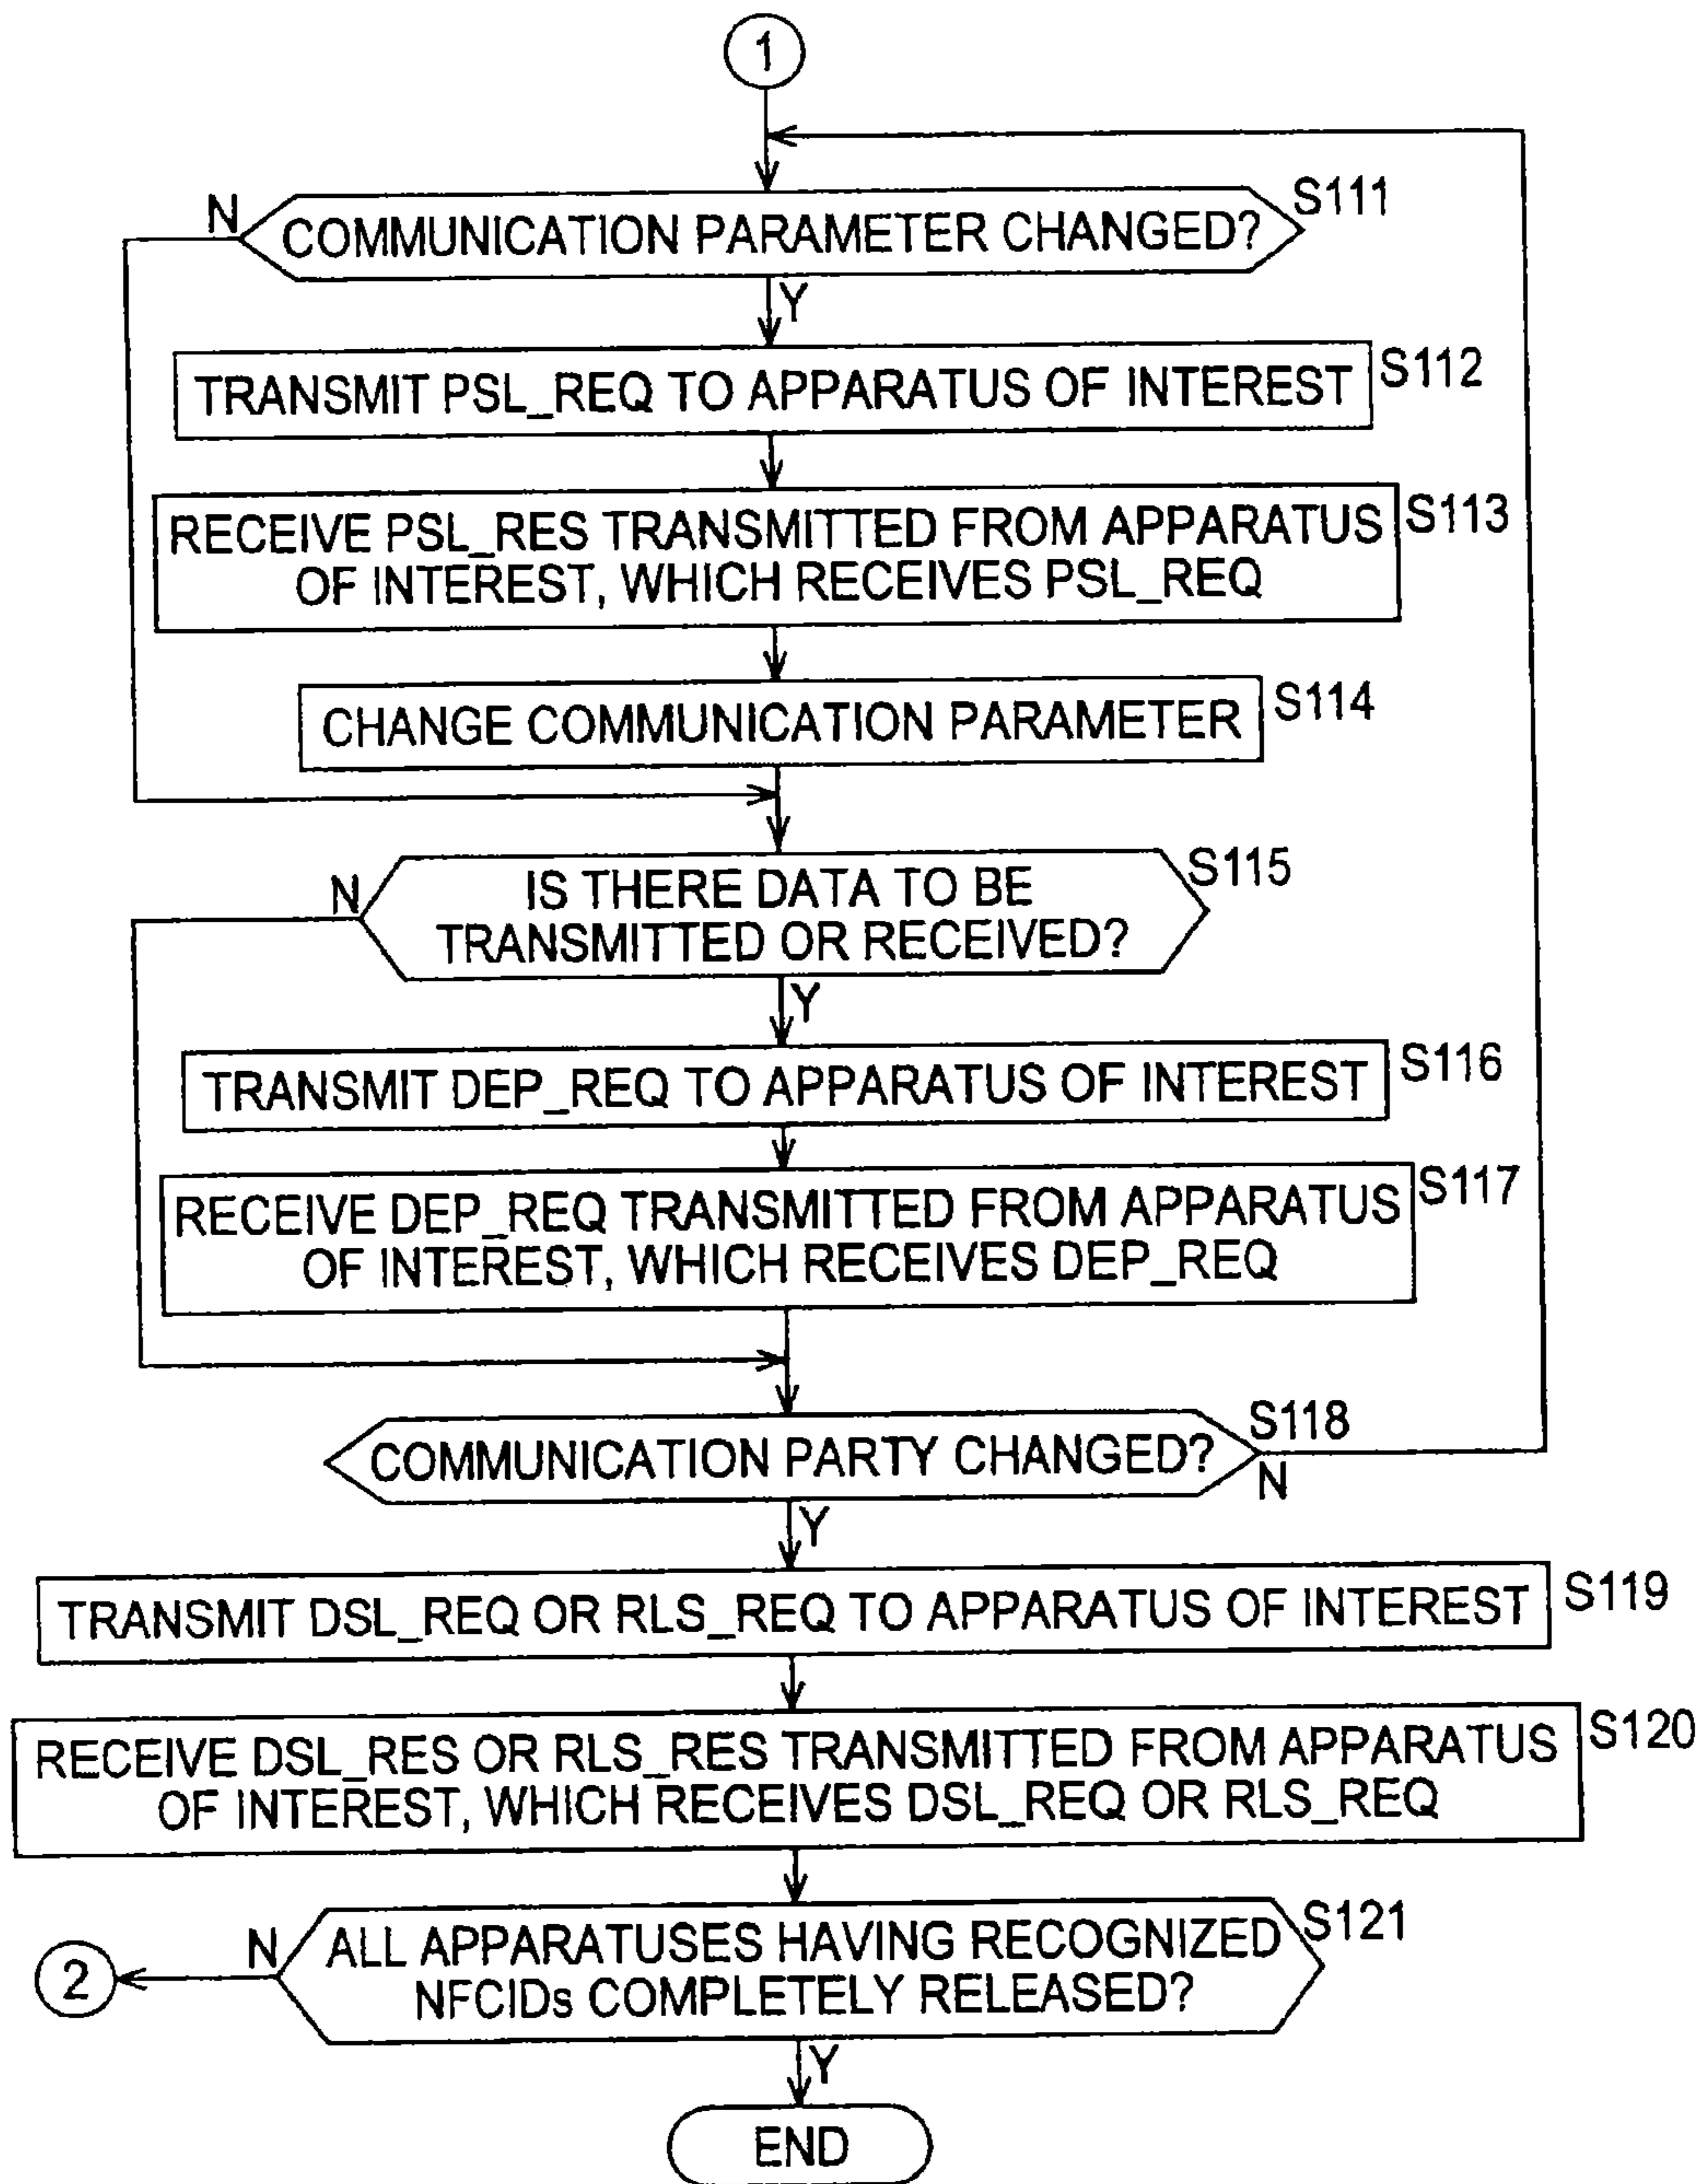 1
N
COMMUNICATION PARAMETER CHANGED?
S111
Y
TRANSMIT PSL_REQ TO APPARATUS OF INTEREST
S112
RECEIVE PSL_RES TRANSMITTED FROM APPARATUS
OF INTEREST, WHICH RECEIVES PSL_REQ
S113
CHANGE COMMUNICATION PARAMETER
S114
N
IS THERE DATA TO BE
TRANSMITTED OR RECEIVED?
S115
Y
TRANSMIT DEP_REQ TO APPARATUS OF INTEREST
S116
RECEIVE DEP_REQ TRANSMITTED FROM APPARATUS
OF INTEREST, WHICH RECEIVES DEP_REQ
S117
COMMUNICATION PARTY CHANGED?
S118
N
Y
TRANSMIT DSL_REQ OR RLS_REQ TO APPARATUS OF INTEREST
S119
RECEIVE DSL_RES OR RLS_RES TRANSMITTED FROM APPARATUS
OF INTEREST, WHICH RECEIVES DSL_REQ OR RLS_REQ
S120
2
N
ALL APPARATUSES HAVING RECOGNIZED
NFCIDs COMPLETELY RELEASED?
S121
Y
END